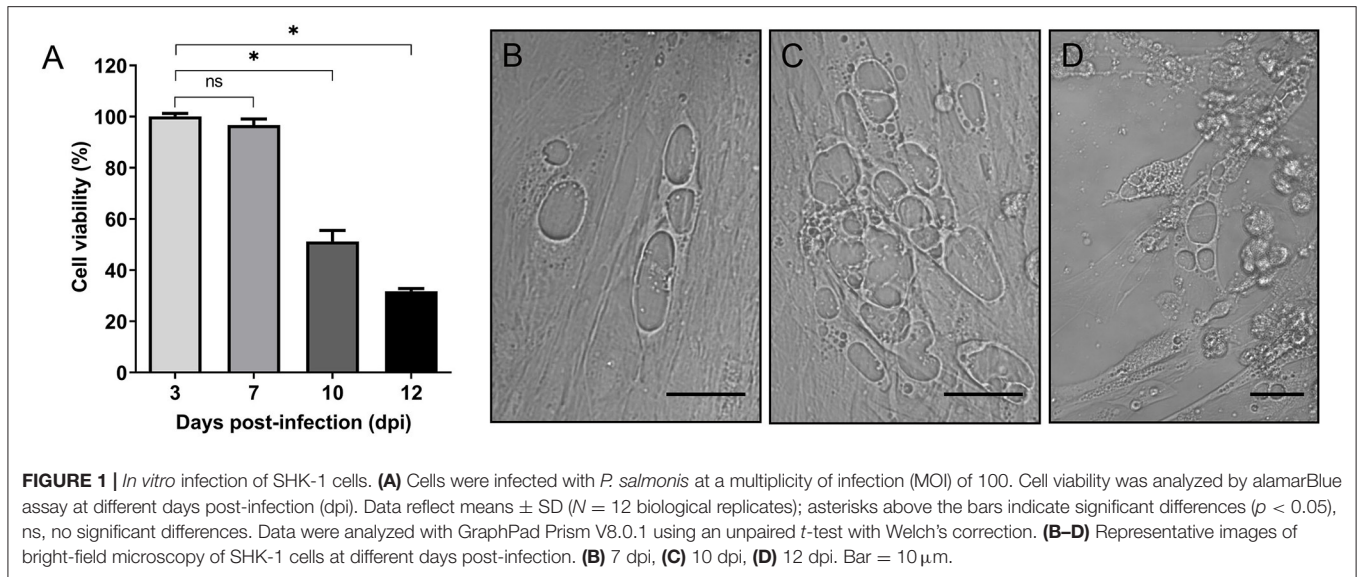 A
*
*
ns
120
100
80
60
40
20
0
Cell viability (%)
3 7 10 12
Days post-infection (dpi)
B
C
D
FIGURE 1 | In vitro infection of SHK-1 cells. (A) Cells were infected with P. salmonis at a multiplicity of infection (MOI) of 100. Cell viability was analyzed by alamarBlue
assay at different days post-infection (dpi). Data reflect means ± SD (N = 12 biological replicates); asterisks above the bars indicate significant differences (p < 0.05),
ns, no significant differences. Data were analyzed with GraphPad Prism V8.0.1 using an unpaired t-test with Welch's correction. (B–D) Representative images of
bright-field microscopy of SHK-1 cells at different days post-infection. (B) 7 dpi, (C) 10 dpi, (D) 12 dpi. Bar = 10 μm.